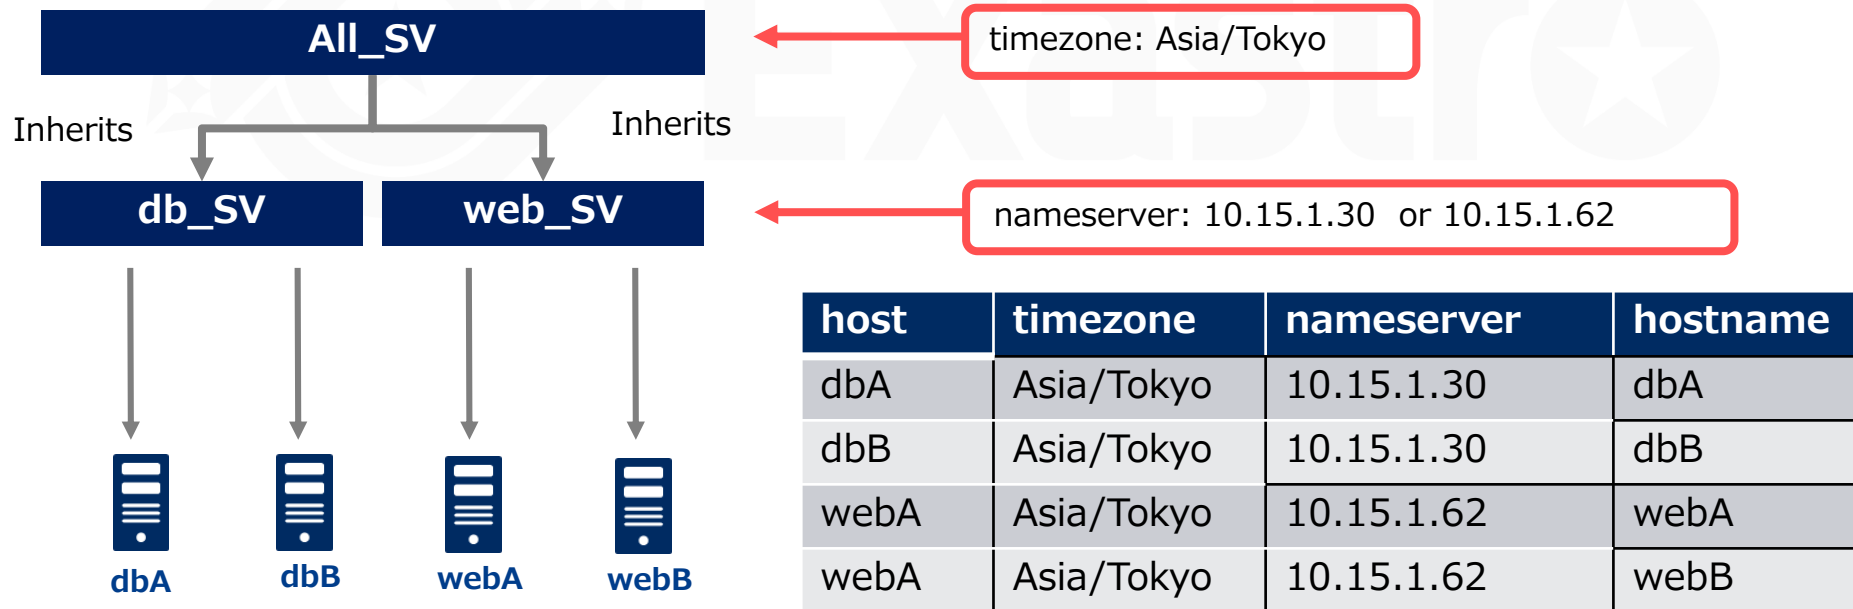 All_SV
timezone: Asia/Tokyo
Inherits
Inherits
db_SV
web_SV
nameserver: 10.15.1.30 or 10.15.1.62
host timezone nameserver hostname
dbA Asia/Tokyo 10.15.1.30 dbA
dbB Asia/Tokyo 10.15.1.30 dbB
webA Asia/Tokyo 10.15.1.62 webA
webA Asia/Tokyo 10.15.1.62 webB
dbA
dbB
webA
webB
Exastro